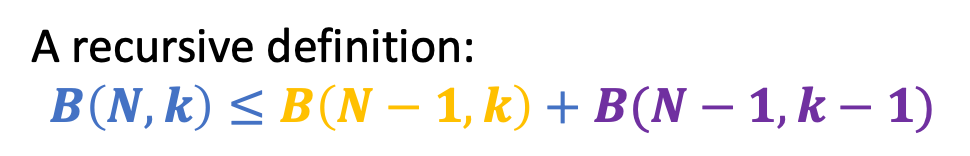 A recursive definition:
B(N, k) ≤ B(N − 1, k) + B(N − 1, k − 1)